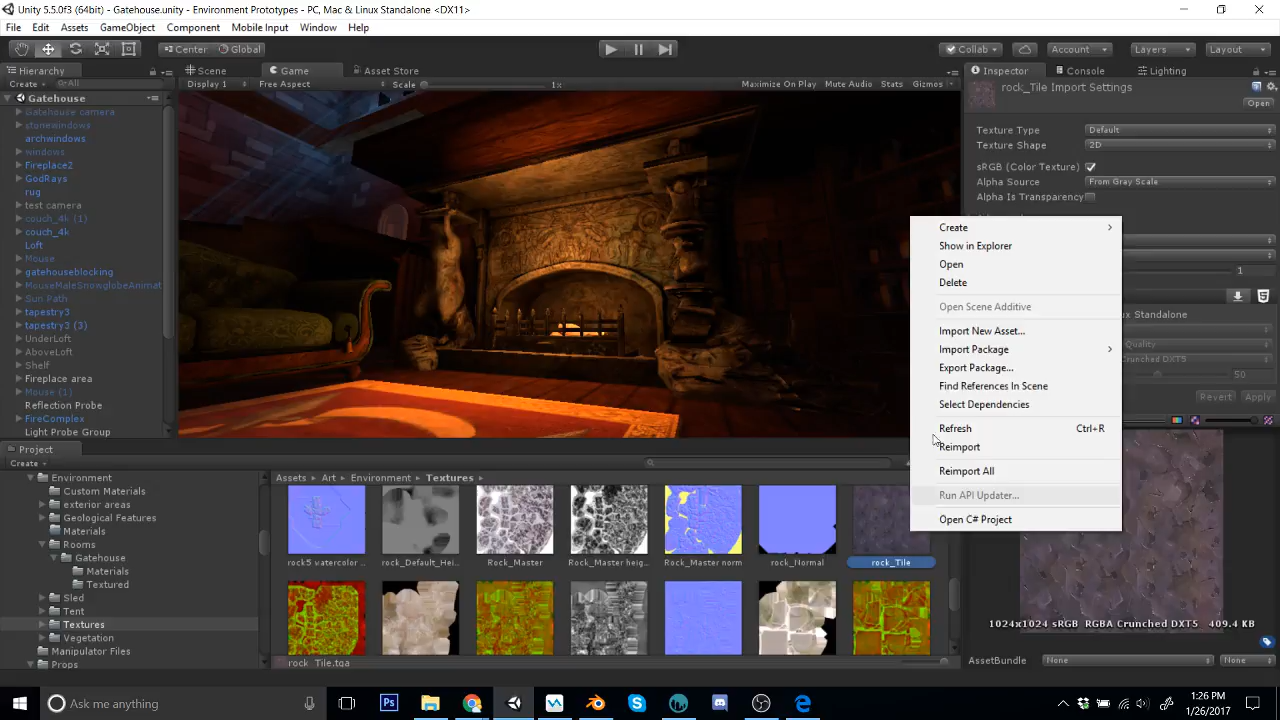 Unity 5.5.0f3 (64bit) - Gatehouse.unity - Environment Prototypes - PC, Mac & Linux Standalone <DX11>
File Edit Assets GameObject Component Mobile Input Window Help
Center Global Collab Account Layers Layout
Hierarchy Scene Game Asset Store Inspector Console Lighting
Create All Display 1 Free Aspect Scale 1x Maximize On Play Mute Audio Stats Gizmos
rock_Tile Import Settings
Open
Gatehouse
Gatehouse camera
stonewindows
archwindows
windows
Fireplace2
GodRays
rug
test camera
couch_4k (1)
couch_4k
Loft
Mouse
gatehouseblocking
MouseMaleSnowglobeAnimat
Sun Path
tapestry3
tapestry3 (3)
UnderLoft
AboveLoft
Shelf
Fireplace area
Mouse (1)
Reflection Probe
FireComplex
Light Probe Group
Texture Type Default
Texture Shape 2D
sRGB (Color Texture)
Alpha Source From Gray Scale
Alpha Is Transparency
1
ux Standalone
Quality
runched DXT5
50
Revert Apply
Create
Show in Explorer
Open
Delete
Open Scene Additive
Import New Asset...
Import Package
Export Package...
Find References In Scene
Select Dependencies
Refresh Ctrl+R
Reimport
Reimport All
Run API Updater...
Open C# Project
Project
Create
Environment
Custom Materials
exterior areas
Geological Features
Materials
Rooms
Gatehouse
Materials
Textured
Sled
Tent
Textures
Vegetation
Manipulator Files
Props
Assets Art Environment Textures
rock5 watercolor ... rock_Default_Hei... Rock_Master Rock_Master heig... Rock_Master norm rock_Normal rock_Tile
rock_Tile.tga
1024x1024 sRGB RGBA Crunched DXT5 409.4 KB
AssetBundle None None
Ask me anything
Ps
1:26 PM
1/26/2017